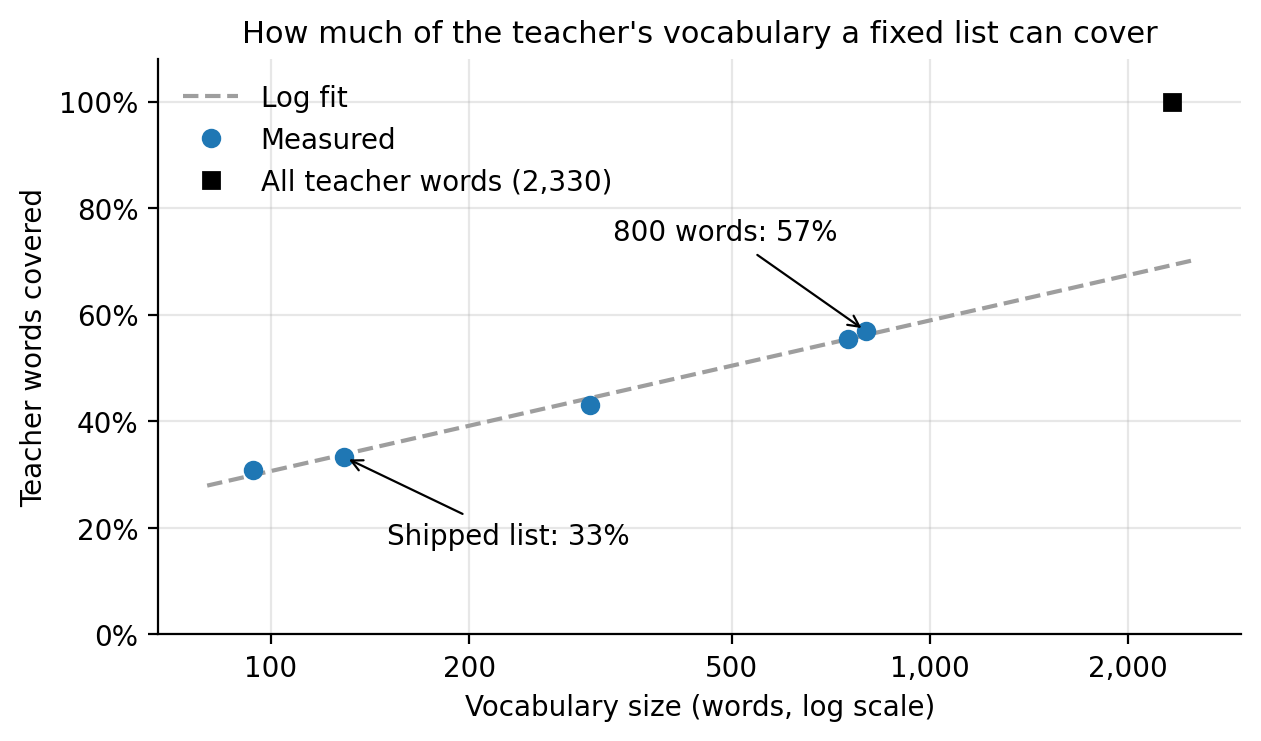 How much of the teacher's vocabulary a fixed list can cover
Log fit
Measured
All teacher words (2,330)
800 words: 57%
Shipped list: 33%
Teacher words covered
100%
80%
60%
40%
20%
0%
100
200
500
1,000
2,000
Vocabulary size (words, log scale)